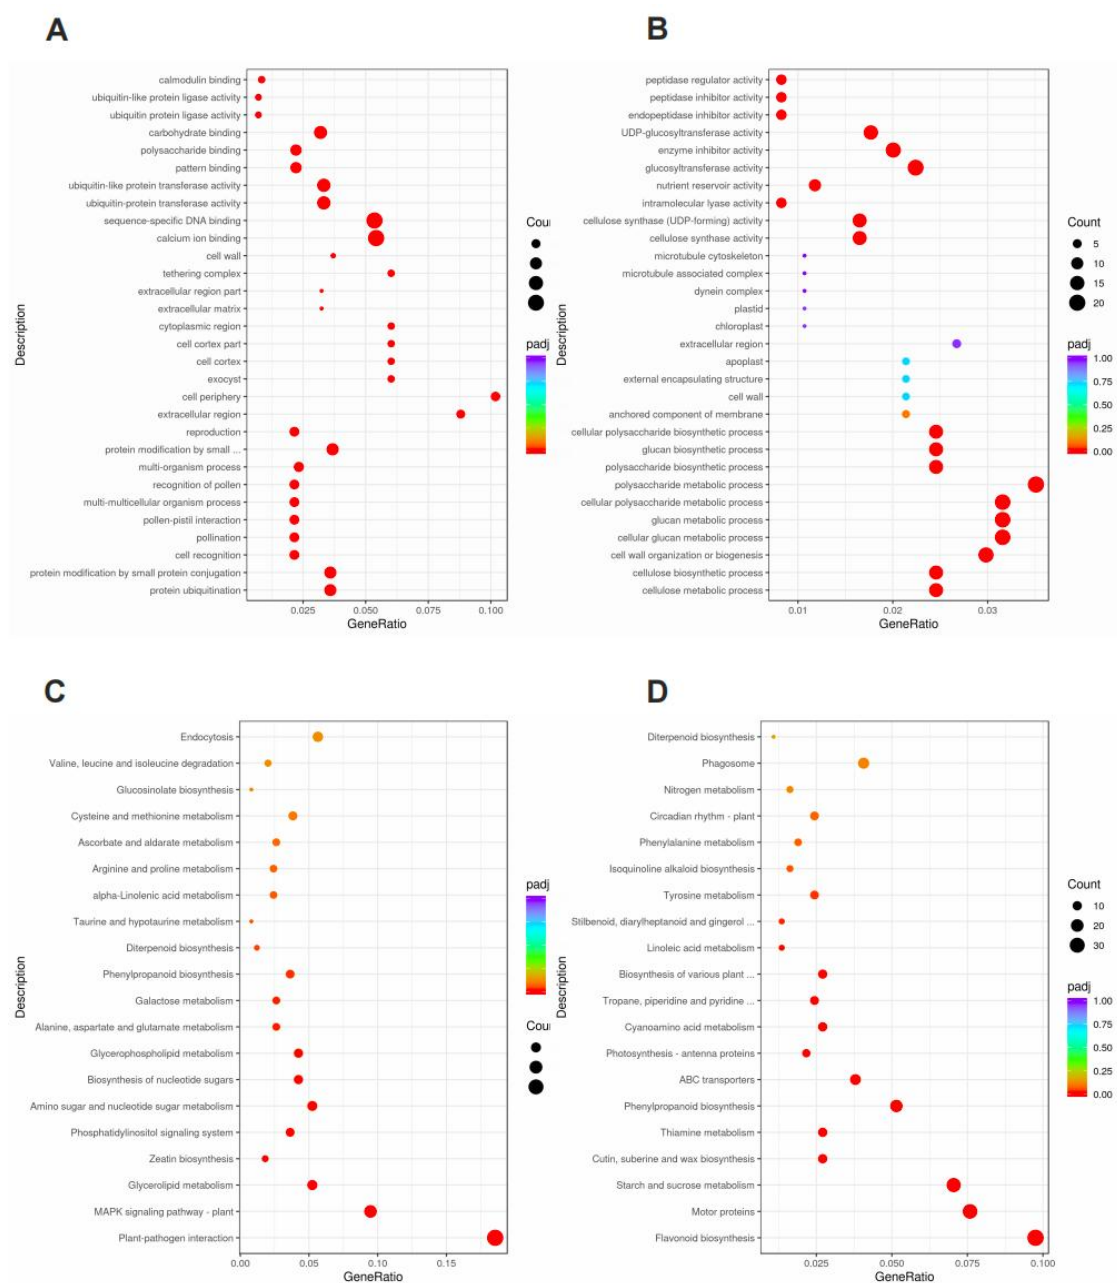 A
calmodulin binding
ubiquitin-like protein ligase activity
ubiquitin protein ligase activity
carbohydrate binding
polysaccharide binding
pattern binding
ubiquitin-like protein transferase activity
ubiquitin-protein transferase activity
sequence-specific DNA binding
calcium ion binding
cell wall
tethering complex
extracellular region part
extracellular matrix
cytoplasmic region
cell cortex part
cell cortex
exocyst
cell periphery
extracellular region
reproduction
protein modification by small ...
multi-organism process
recognition of pollen
multi-multicellular organism process
pollen-pistil interaction
pollination
cell recognition
protein modification by small protein conjugation
protein ubiquitination
Description
0.025 0.050 0.075 0.100
GeneRatio
Cou
padj
B
peptidase regulator activity
peptidase inhibitor activity
endopeptidase inhibitor activity
UDP-glucosyltransferase activity
enzyme inhibitor activity
glucosyltransferase activity
nutrient reservoir activity
intramolecular lyase activity
cellulose synthase (UDP-forming) activity
cellulose synthase activity
microtubule cytoskeleton
microtubule associated complex
dynein complex
plastid
chloroplast
extracellular region
apoplast
external encapsulating structure
cell wall
anchored component of membrane
cellular polysaccharide biosynthetic process
glucan biosynthetic process
polysaccharide biosynthetic process
polysaccharide metabolic process
cellular polysaccharide metabolic process
glucan metabolic process
cellular glucan metabolic process
cell wall organization or biogenesis
cellulose biosynthetic process
cellulose metabolic process
Description
0.01 0.02 0.03
GeneRatio
Count
5
10
15
20
padj
1.00
0.75
0.50
0.25
0.00
C
Endocytosis
Valine, leucine and isoleucine degradation
Glucosinolate biosynthesis
Cysteine and methionine metabolism
Ascorbate and aldarate metabolism
Arginine and proline metabolism
alpha-Linolenic acid metabolism
Taurine and hypotaurine metabolism
Diterpenoid biosynthesis
Phenylpropanoid biosynthesis
Galactose metabolism
Alanine, aspartate and glutamate metabolism
Glycerophospholipid metabolism
Biosynthesis of nucleotide sugars
Amino sugar and nucleotide sugar metabolism
Phosphatidylinositol signaling system
Zeatin biosynthesis
Glycerolipid metabolism
MAPK signaling pathway - plant
Plant-pathogen interaction
Description
0.00 0.05 0.10 0.15
GeneRatio
padj
Cou
D
Diterpenoid biosynthesis
Phagosome
Nitrogen metabolism
Circadian rhythm - plant
Phenylalanine metabolism
Isoquinoline alkaloid biosynthesis
Tyrosine metabolism
Stilbenoid, diarylheptanoid and gingerol ...
Linoleic acid metabolism
Biosynthesis of various plant ...
Tropane, piperidine and pyridine ...
Cyanoamino acid metabolism
Photosynthesis - antenna proteins
ABC transporters
Phenylpropanoid biosynthesis
Thiamine metabolism
Cutin, suberine and wax biosynthesis
Starch and sucrose metabolism
Motor proteins
Flavonoid biosynthesis
Description
0.025 0.050 0.075 0.100
GeneRatio
Count
10
20
30
padj
1.00
0.75
0.50
0.25
0.00